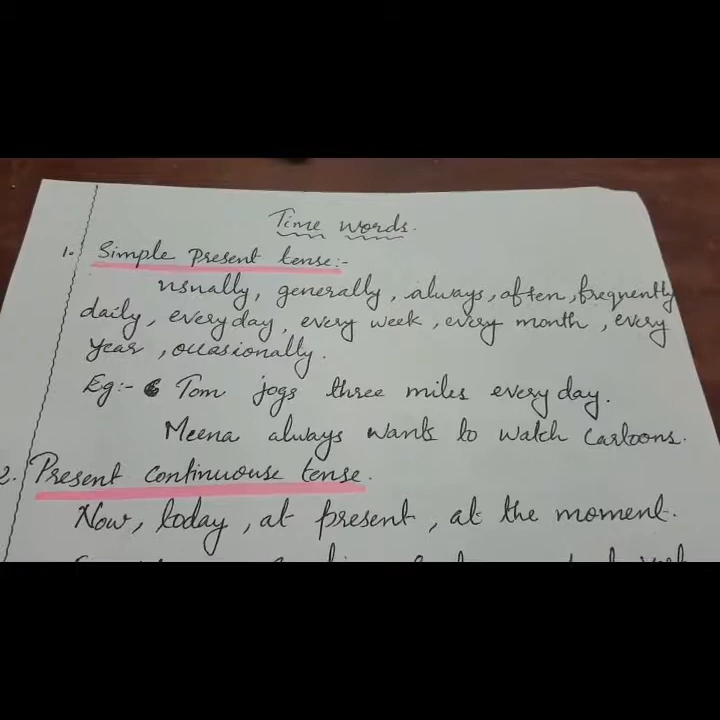 Time words.
1. Simple present tense:-
usually, generally, always, often, frequently
daily, everyday, every week, every month, every
year, occasionally.
Eg:- Tom jogs three miles every day.
Meena always wants to watch cartoons.
2. Present continuouse tense.
Now, today, at present, at the moment.